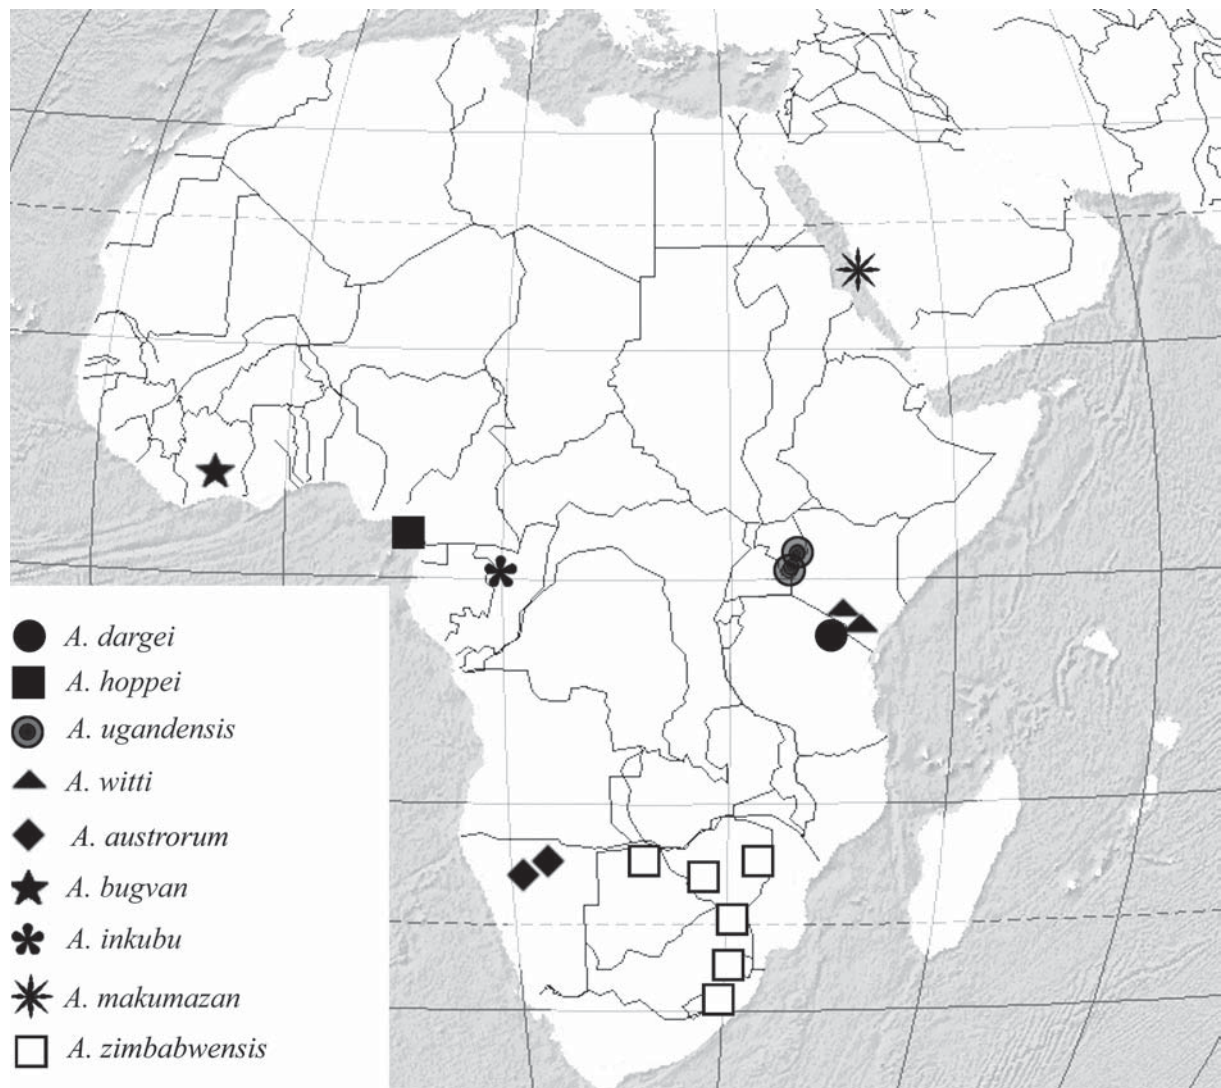 A. dargei
A. hoppei
A. ugandensis
A. witti
A. austrorum
A. bugvan
A. inkubu
A. makumazan
A. zimbabwensis